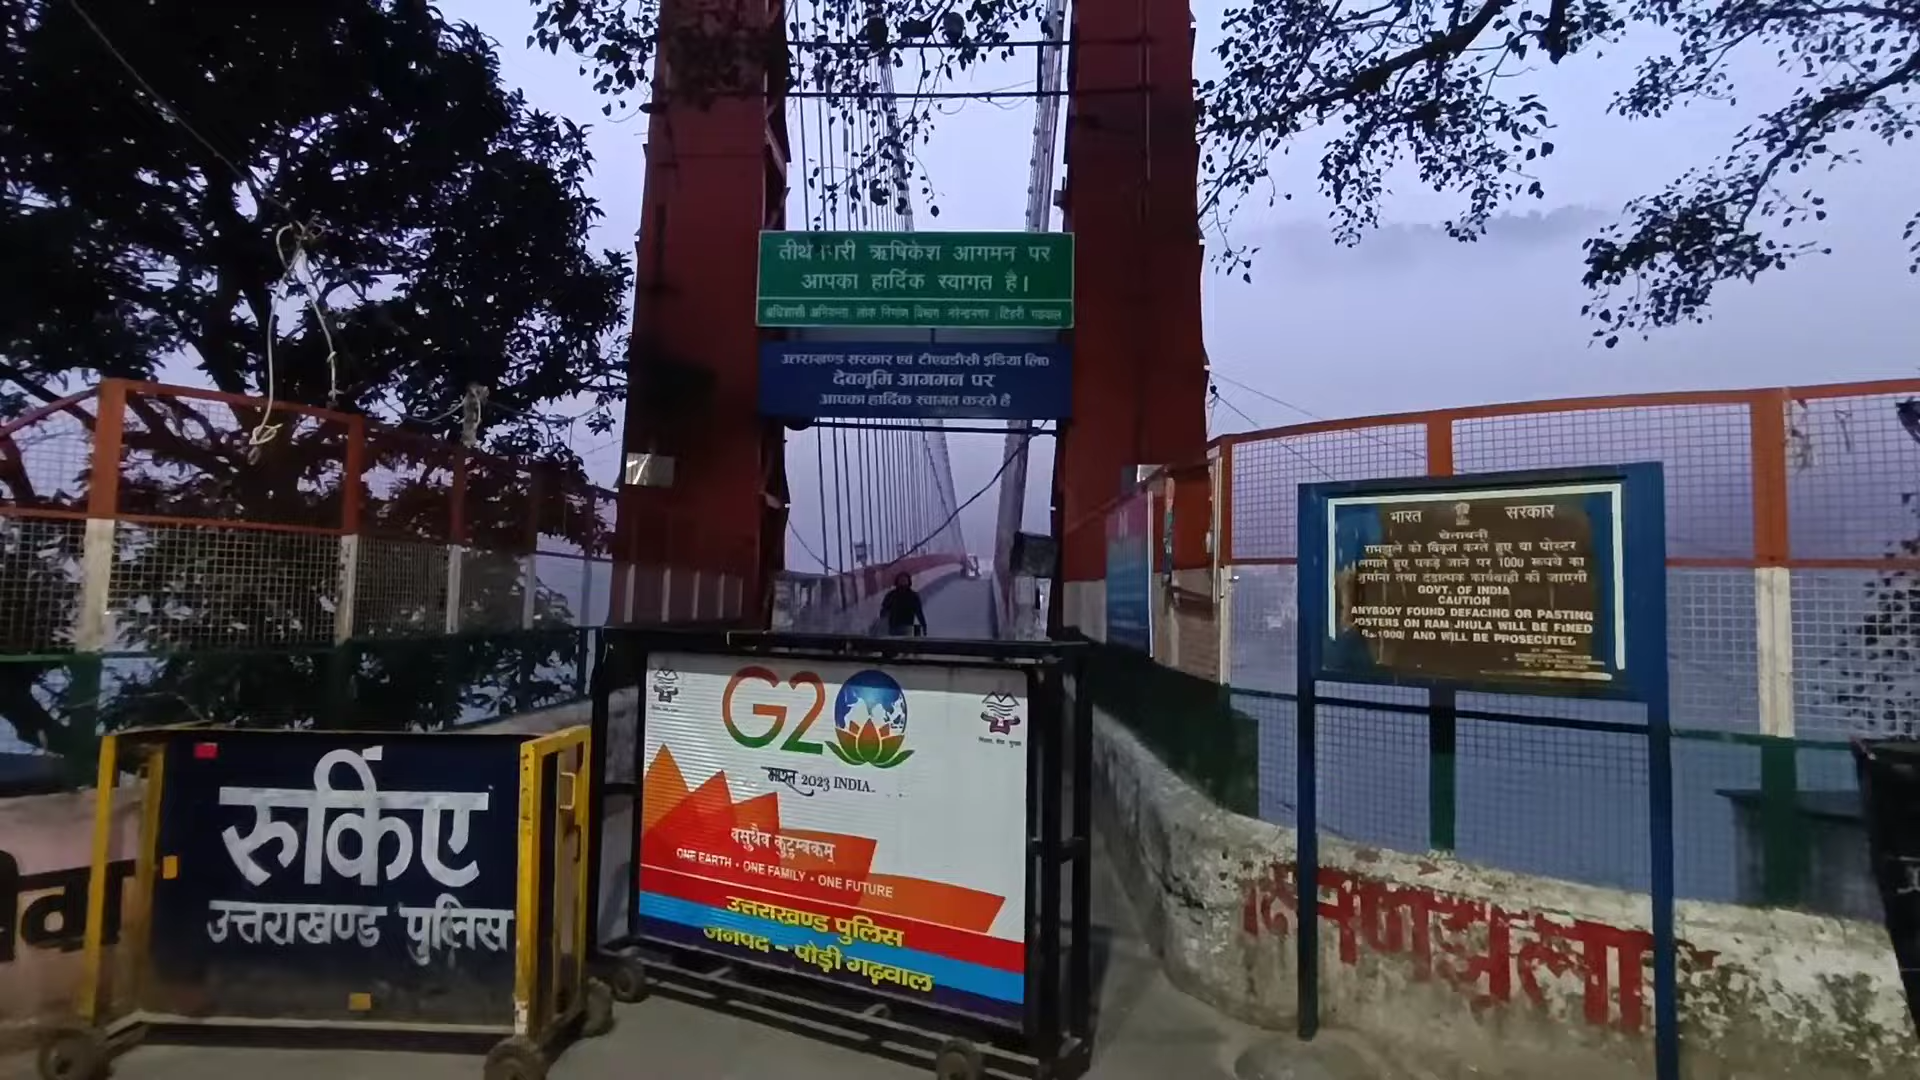 ऋषिकेश आगमन पर
आपका हार्दिक स्वागत है।
उत्तराखण्ड सरकार एवं टीएचडीसी इंडिया लि०
देवभूमि आगमन पर
आपका हार्दिक स्वागत करते है
भारत सरकार
चेतावनी
रामझूले को विकृत करते हुए या पोस्टर
लगाते हुए पकड़े जाने पर 1000 रूपये का
जुर्माना तथा दंडात्मक कार्यवाही की जाएगी
GOVT. OF INDIA
CAUTION
ANYBODY FOUND DEFACING OR PASTING
POSTERS ON RAM JHULA WILL BE FINED
Rs.1000/ AND WILL BE PROSECUTED.
G20
भारत 2023 INDIA
वसुधैव कुटुम्बकम्
ONE EARTH • ONE FAMILY • ONE FUTURE
उत्तराखण्ड पुलिस
जनपद - पौड़ी गढ़वाल
रुकिए
उत्तराखण्ड पुलिस